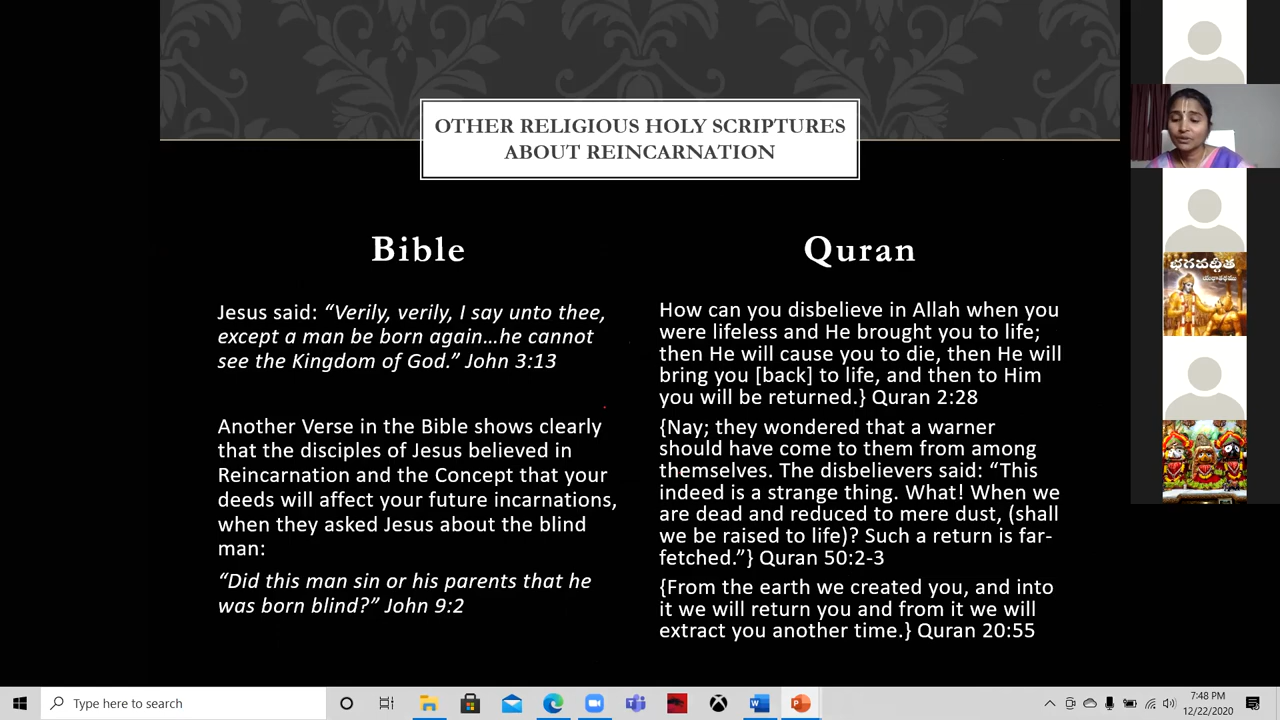 OTHER RELIGIOUS HOLY SCRIPTURES
ABOUT REINCARNATION
Bible
Jesus said: “Verily, verily, I say unto thee,
except a man be born again…he cannot
see the Kingdom of God.” John 3:13
Another Verse in the Bible shows clearly
that the disciples of Jesus believed in
Reincarnation and the Concept that your
deeds will affect your future incarnations,
when they asked Jesus about the blind
man:
“Did this man sin or his parents that he
was born blind?” John 9:2
Quran
How can you disbelieve in Allah when you
were lifeless and He brought you to life;
then He will cause you to die, then He will
bring you [back] to life, and then to Him
you will be returned.} Quran 2:28
{Nay; they wondered that a warner
should have come to them from among
themselves. The disbelievers said: “This
indeed is a strange thing. What! When we
are dead and reduced to mere dust, (shall
we be raised to life)? Such a return is far-
fetched.”} Quran 50:2-3
{From the earth we created you, and into
it we will return you and from it we will
extract you another time.} Quran 20:55
భగవద్గీత
Type here to search
7:48 PM
12/22/2020